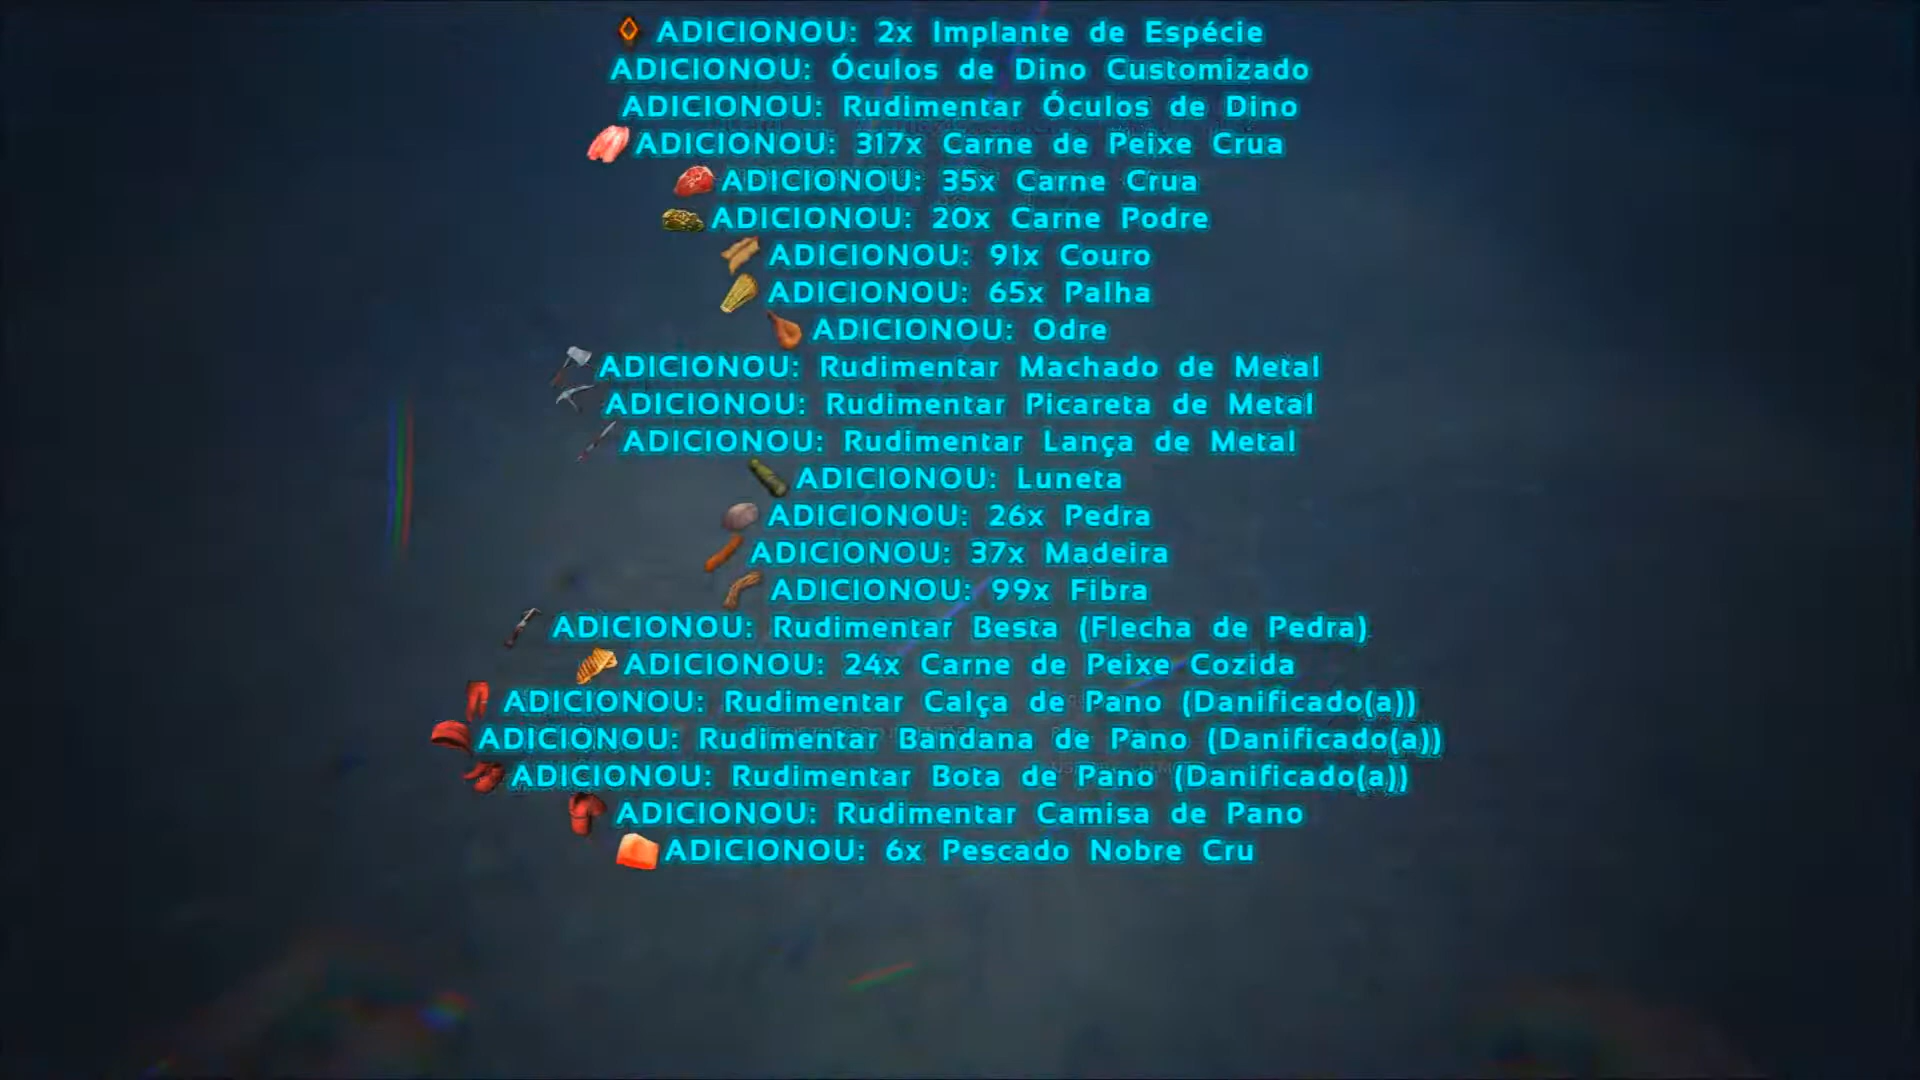 ADICIONOU: 2x Implante de Espécie
ADICIONOU: Óculos de Dino Customizado
ADICIONOU: Rudimentar Óculos de Dino
ADICIONOU: 317x Carne de Peixe Crua
ADICIONOU: 35x Carne Crua
ADICIONOU: 20x Carne Podre
ADICIONOU: 91x Couro
ADICIONOU: 65x Palha
ADICIONOU: Odre
ADICIONOU: Rudimentar Machado de Metal
ADICIONOU: Rudimentar Picareta de Metal
ADICIONOU: Rudimentar Lança de Metal
ADICIONOU: Luneta
ADICIONOU: 26x Pedra
ADICIONOU: 37x Madeira
ADICIONOU: 99x Fibra
ADICIONOU: Rudimentar Besta (Flecha de Pedra)
ADICIONOU: 24x Carne de Peixe Cozida
ADICIONOU: Rudimentar Calça de Pano (Danificado(a))
ADICIONOU: Rudimentar Bandana de Pano (Danificado(a))
ADICIONOU: Rudimentar Bota de Pano (Danificado(a))
ADICIONOU: Rudimentar Camisa de Pano
ADICIONOU: 6x Pescado Nobre Cru